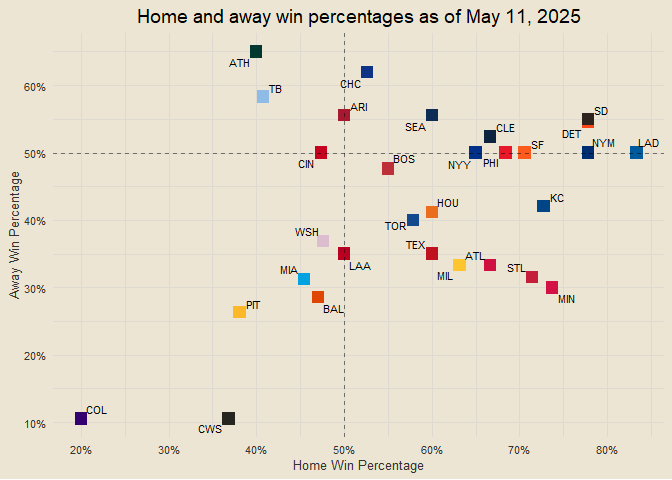 Home and away win percentages as of May 11, 2025
Away Win Percentage
60%
50%
40%
30%
20%
10%
ATH
CHC
TB
ARI
SEA
CLE
SD
DET
SF
NYM
LAD
CIN
BOS
NYY
PHI
KC
HOU
TOR
WSH
TEX
ATL
LAA
MIL
STL
MIA
MIN
BAL
PIT
COL
CWS
20%
30%
40%
50%
60%
70%
80%
Home Win Percentage